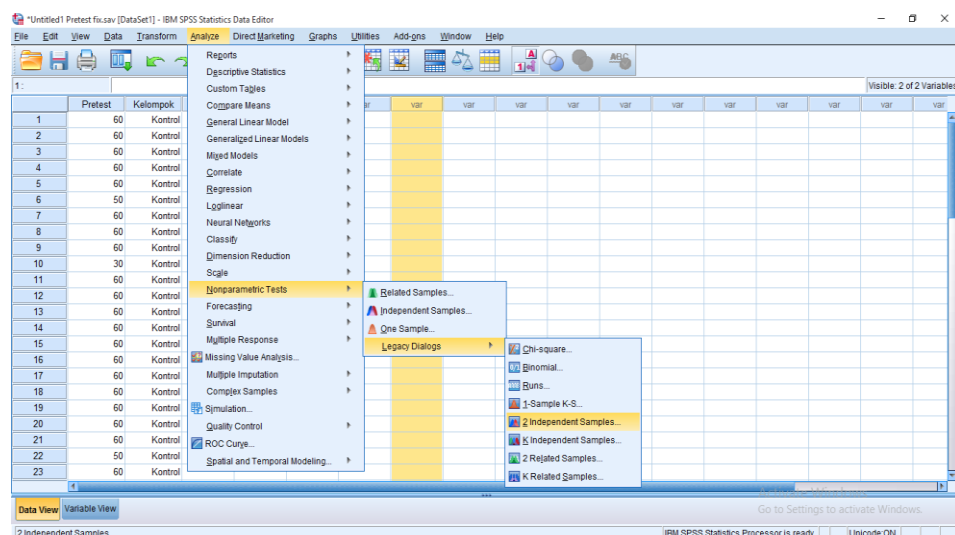 *Untitled1 Pretest fix.sav [DataSet1] - IBM SPSS Statistics Data Editor
File Edit View Data Transform Analyze Direct Marketing Graphs Utilities Add-ons Window Help
1 :
Visible: 2 of 2 Variables
Pretest Kelompok var var var var var var var var var var var
1 60 Kontrol
2 60 Kontrol
3 60 Kontrol
4 60 Kontrol
5 60 Kontrol
6 50 Kontrol
7 60 Kontrol
8 60 Kontrol
9 60 Kontrol
10 30 Kontrol
11 60 Kontrol
12 60 Kontrol
13 60 Kontrol
14 60 Kontrol
15 60 Kontrol
16 60 Kontrol
17 60 Kontrol
18 60 Kontrol
19 60 Kontrol
20 60 Kontrol
21 60 Kontrol
22 50 Kontrol
23 60 Kontrol
Reports
Descriptive Statistics
Custom Tables
Compare Means
General Linear Model
Generalized Linear Models
Mixed Models
Correlate
Regression
Loglinear
Neural Networks
Classify
Dimension Reduction
Scale
Nonparametric Tests
Forecasting
Survival
Multiple Response
Missing Value Analysis...
Multiple Imputation
Complex Samples
Simulation...
Quality Control
ROC Curve...
Spatial and Temporal Modeling...
Related Samples...
Independent Samples...
One Sample...
Legacy Dialogs
Chi-square...
Binomial...
Runs...
1-Sample K-S...
2 Independent Samples...
K Independent Samples...
2 Related Samples...
K Related Samples...
Data View Variable View
Go to Settings to activate Windows.
2 Independent Samples
IBM SPSS Statistics Processor is ready Unicode:ON